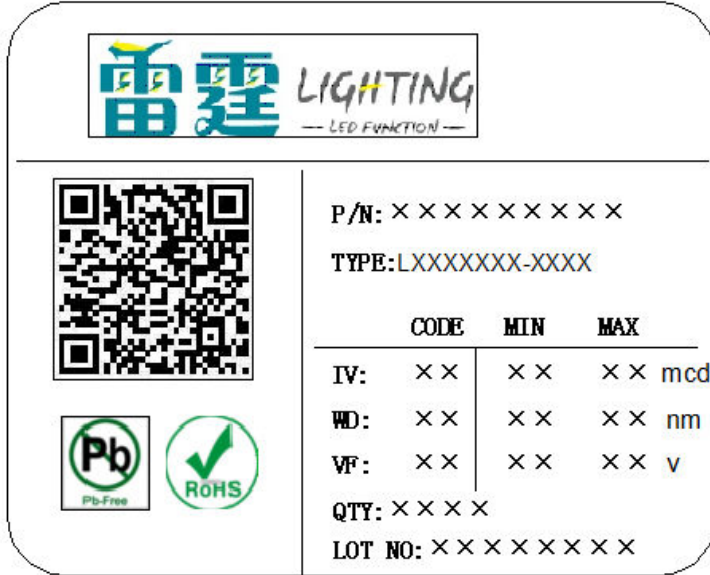 雷霆 LIGHTING
LED FUNCTION
P/N: ×××××××××
TYPE:LXXXXXXX-XXXX
CODE MIN MAX
IV: ×× ×× ×× mcd
WD: ×× ×× ×× nm
VF: ×× ×× ×× v
QTY: ××××
LOT NO: ××××××××
Pb
Pb-Free
RoHS